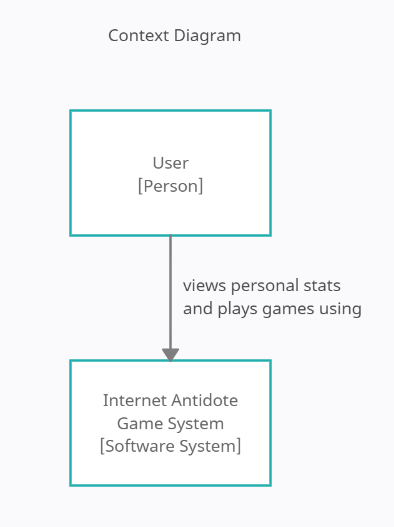 Context Diagram
User
[Person]
views personal stats
and plays games using
Internet Antidote
Game System
[Software System]